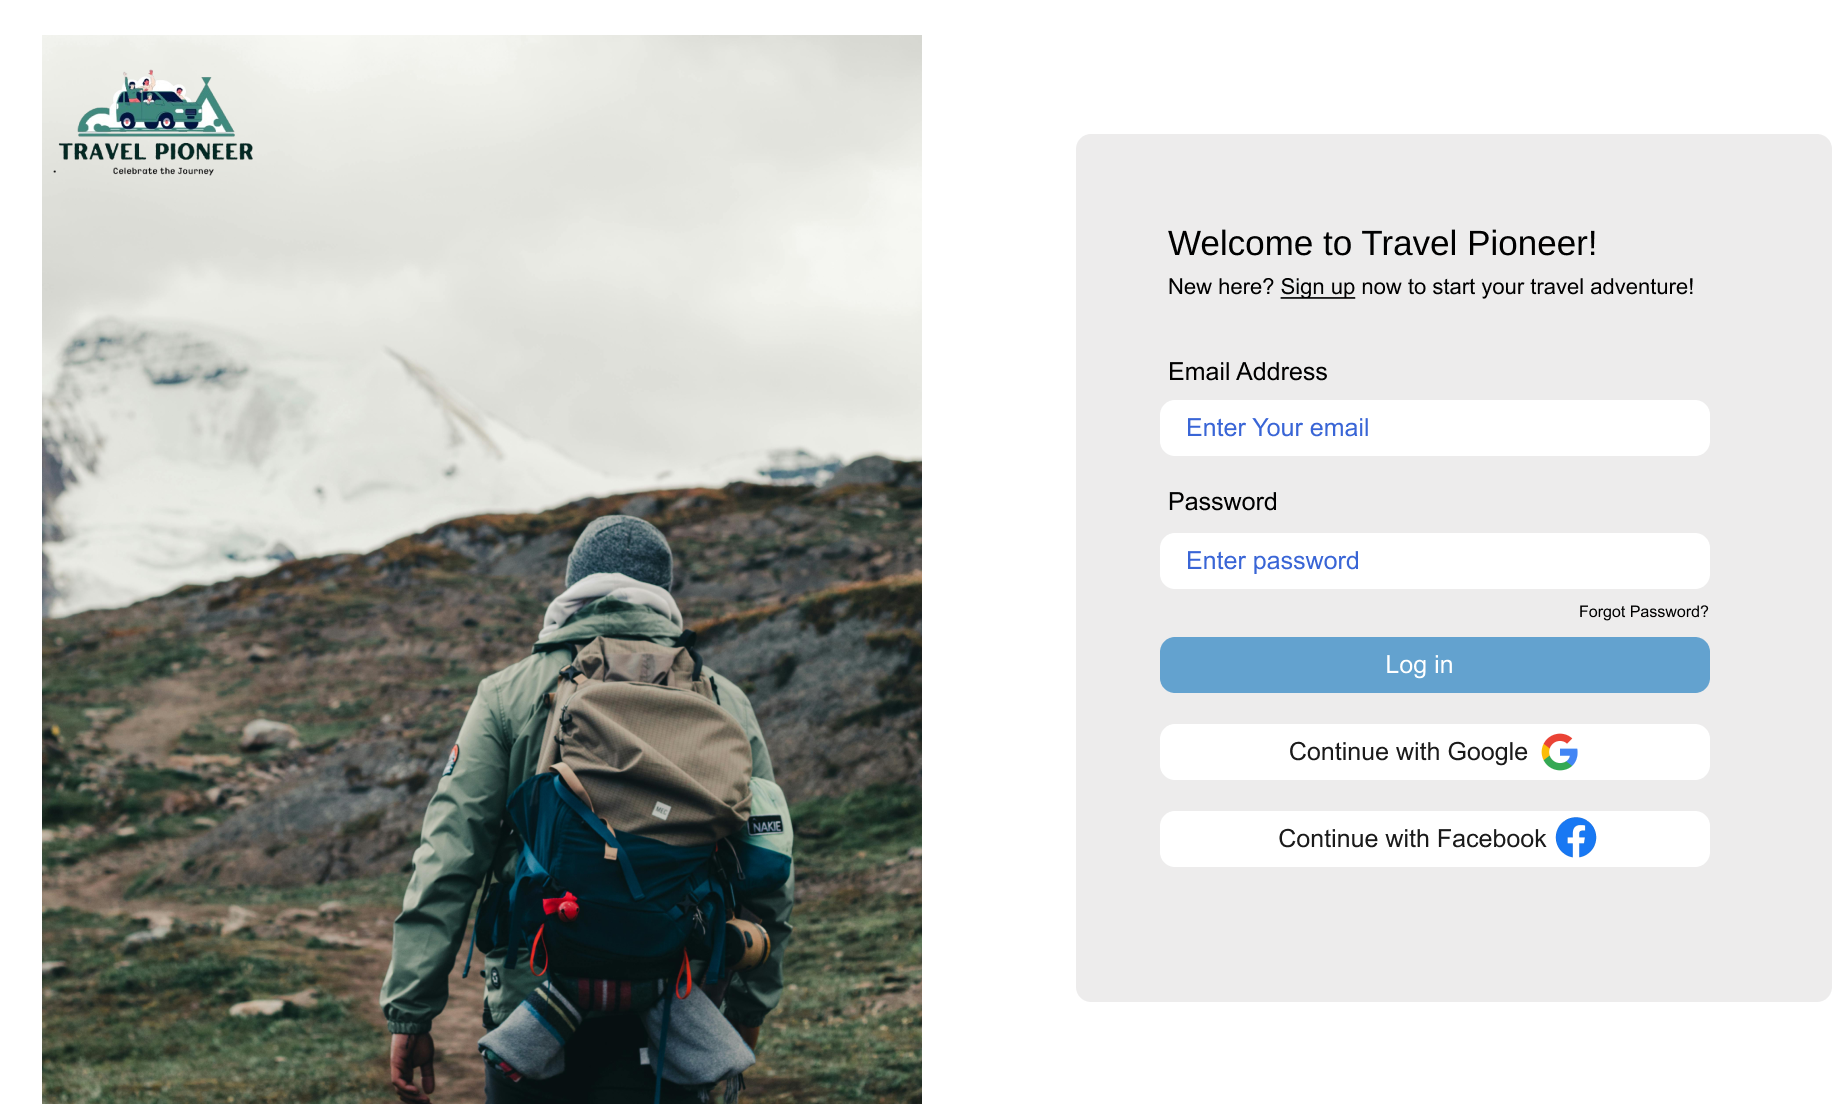 TRAVEL PIONEER
Celebrate the Journey
MEC
NAKIE
Welcome to Travel Pioneer!
New here? Sign up now to start your travel adventure!
Email Address
Enter Your email
Password
Enter password
Forgot Password?
Log in
Continue with Google
Continue with Facebook